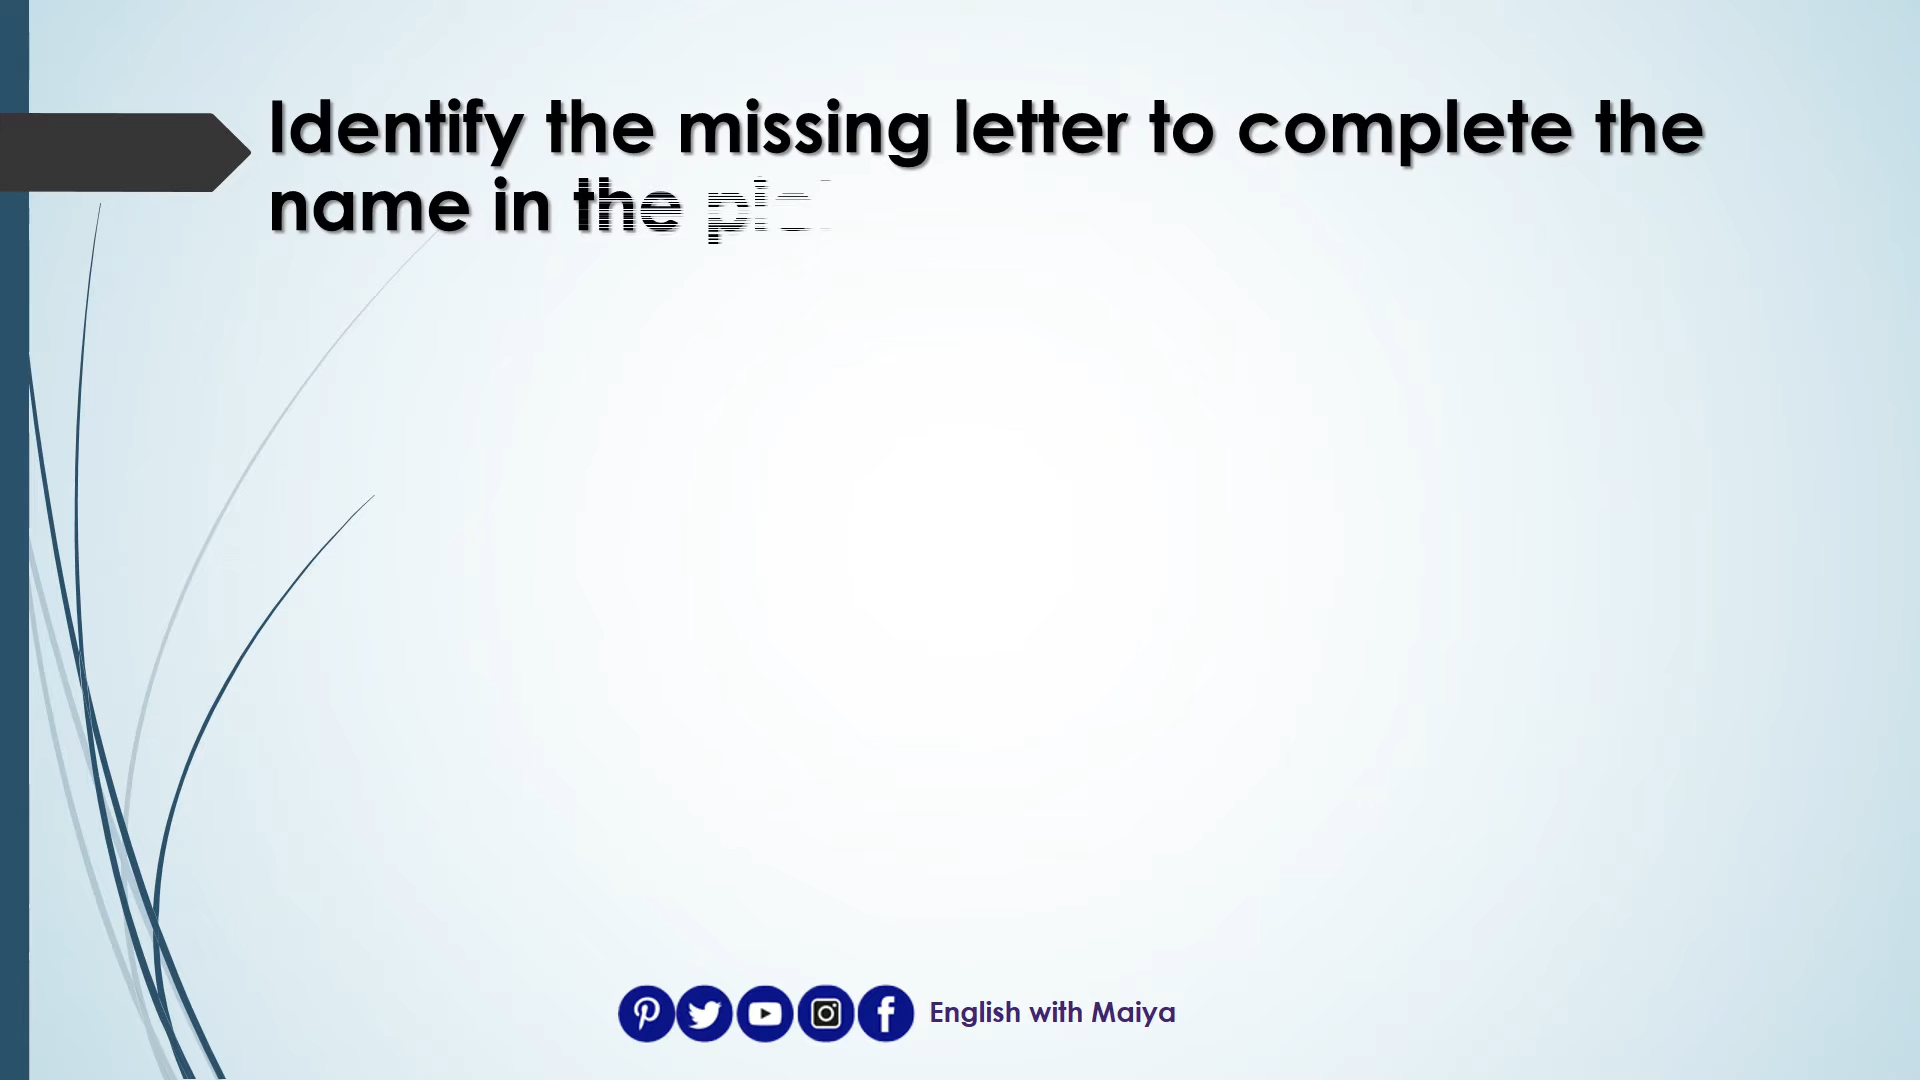 Identify the missing letter to complete the
name in the
English with Maiya